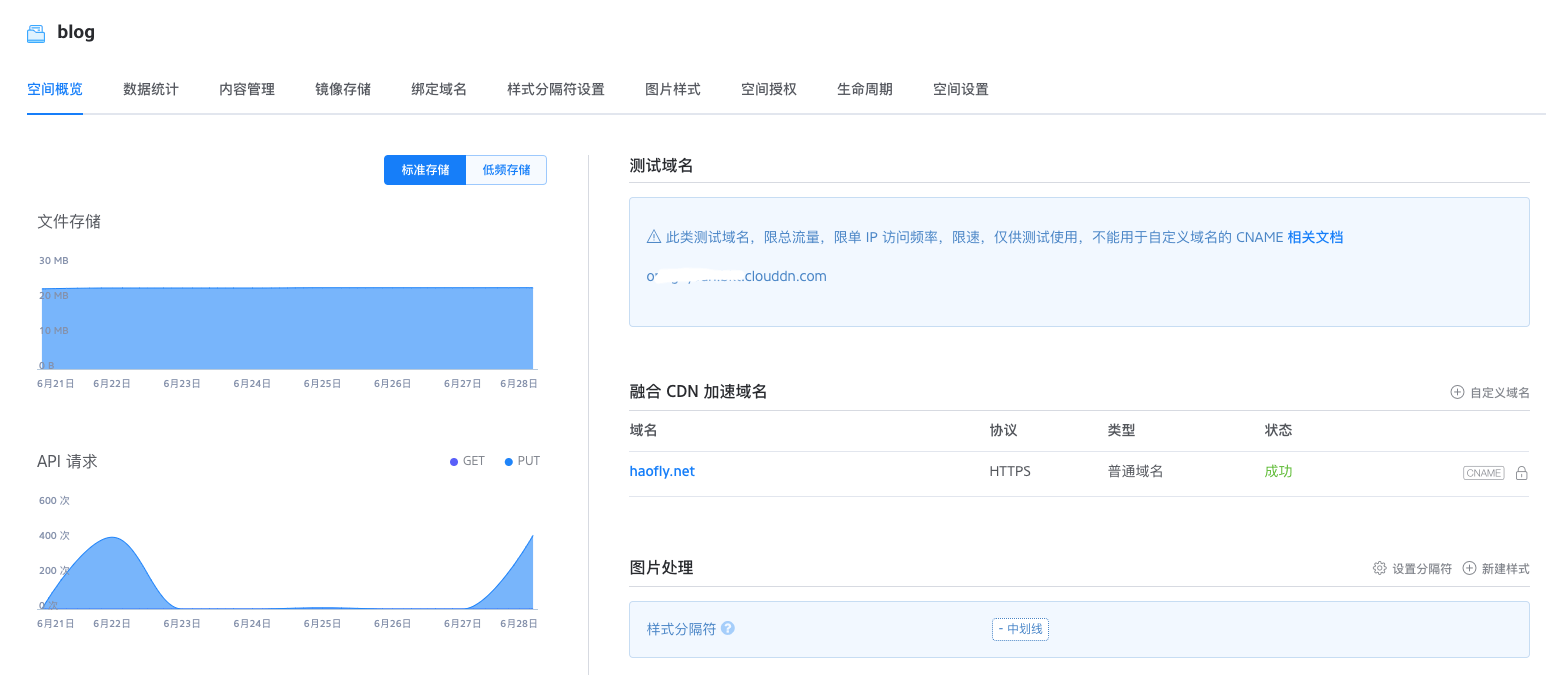 blog
空间概览 数据统计 内容管理 镜像存储 绑定域名 样式分隔符设置 图片样式 空间授权 生命周期 空间设置
标准存储 低频存储
文件存储
30 MB
20 MB
10 MB
0 B
6月21日 6月22日 6月23日 6月24日 6月25日 6月26日 6月27日 6月28日
API 请求 GET PUT
600 次
400 次
200 次
0 次
6月21日 6月22日 6月23日 6月24日 6月25日 6月26日 6月27日 6月28日
测试域名
此类测试域名，限总流量，限单 IP 访问频率，限速，仅供测试使用，不能用于自定义域名的 CNAME 相关文档
.clouddn.com
融合 CDN 加速域名 自定义域名
域名 协议 类型 状态
haofly.net HTTPS 普通域名 成功 CNAME
图片处理 设置分隔符 新建样式
样式分隔符 ? - 中划线